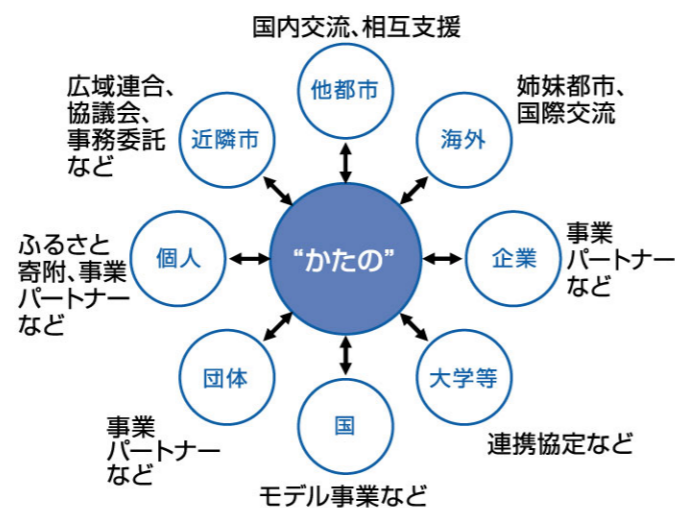 国内交流、相互支援
他都市
姉妹都市、
国際交流
海外
事業
パートナー
など
企業
大学等
連携協定など
国
モデル事業など
団体
事業
パートナー
など
個人
ふるさと
寄附、事業
パートナー
など
近隣市
広域連合、
協議会、
事務委託
など
“かたの”